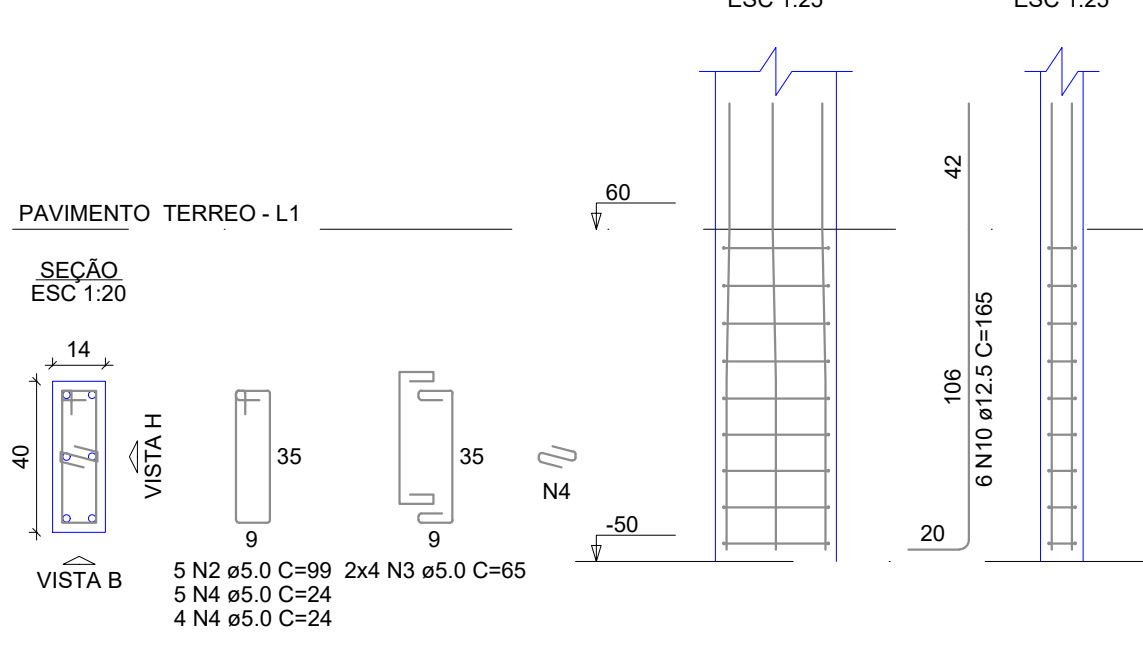 ESC 1:25
ESC 1:25
60
PAVIMENTO TERREO - L1
SEÇÃO
ESC 1:20
14
40
VISTA H
VISTA B
35
9
35
9
N4
5 N2 ø5.0 C=99
2x4 N3 ø5.0 C=65
5 N4 ø5.0 C=24
4 N4 ø5.0 C=24
-50
42
106
6 N10 ø12.5 C=165
20